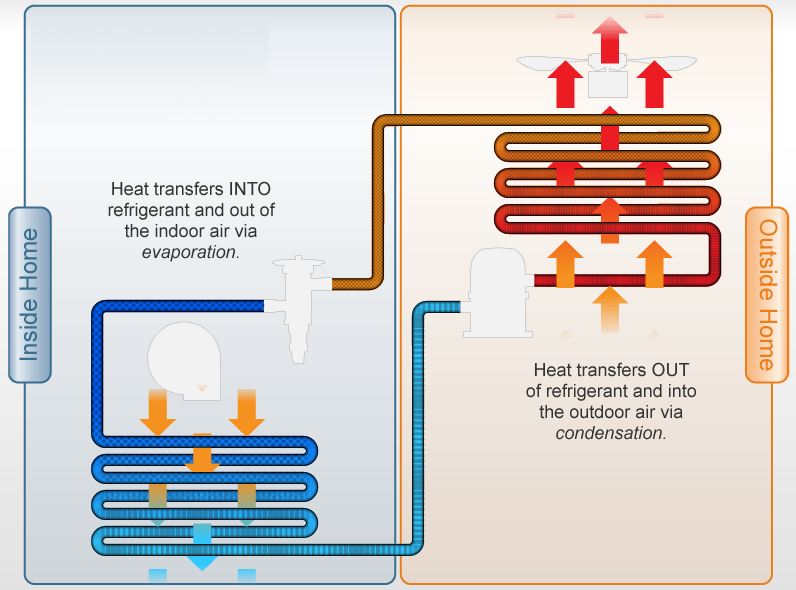 Heat transfers INTO
refrigerant and out of
the indoor air via
evaporation.
Inside Home
Outside Home
Heat transfers OUT
of refrigerant and into
the outdoor air via
condensation.